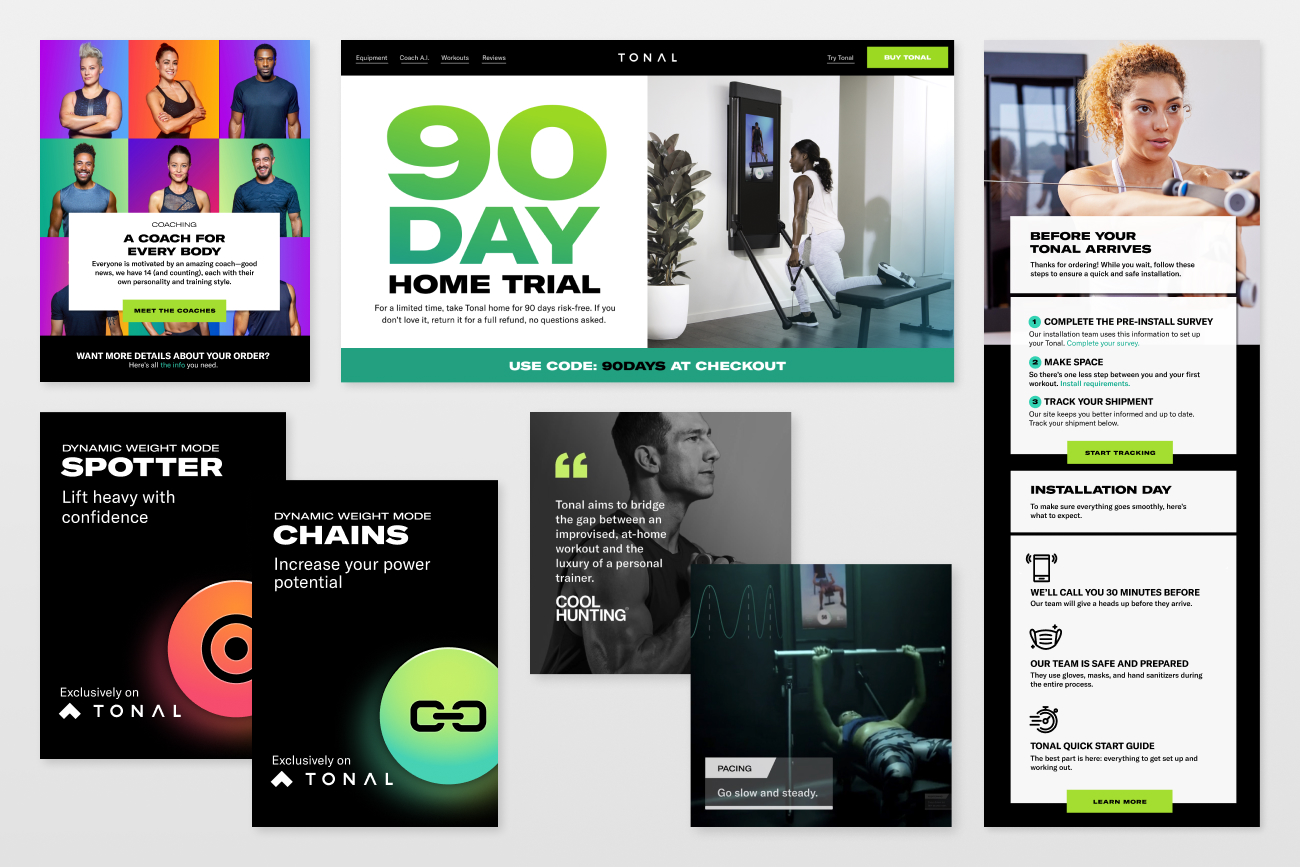 COACHING
A COACH FOR
EVERY BODY
Everyone is motivated by an amazing coach—good
news, we have 14 (and counting), each with their
own personality and training style.
MEET THE COACHES
WANT MORE DETAILS ABOUT YOUR ORDER?
Here's all the info you need.
Equipment Coach A.I. Workouts Reviews
TONAL
Try Tonal
BUY TONAL
90
DAY
HOME TRIAL
For a limited time, take Tonal home for 90 days risk-free. If you
don't love it, return it for a full refund, no questions asked.
USE CODE: 90DAYS AT CHECKOUT
BEFORE YOUR
TONAL ARRIVES
Thanks for ordering! While you wait, follow these
steps to ensure a quick and safe installation.
1 COMPLETE THE PRE-INSTALL SURVEY
Our installation team uses this information to set up
your Tonal. Complete your survey.
2 MAKE SPACE
So there's one less step between you and your first
workout. Install requirements.
3 TRACK YOUR SHIPMENT
Our site keeps you better informed and up to date.
Track your shipment below.
START TRACKING
INSTALLATION DAY
To make sure everything goes smoothly, here's
what to expect.
WE'LL CALL YOU 30 MINUTES BEFORE
Our team will give a heads up before they arrive.
OUR TEAM IS SAFE AND PREPARED
They use gloves, masks, and hand sanitizers during
the entire process.
TONAL QUICK START GUIDE
The best part is here: everything to get set up and
working out.
LEARN MORE
DYNAMIC WEIGHT MODE
SPOTTER
Lift heavy with
confidence
Exclusively on
TONAL
DYNAMIC WEIGHT MODE
CHAINS
Increase your power
potential
Exclusively on
TONAL
“
Tonal aims to bridge
the gap between an
improvised, at-home
workout and the
luxury of a personal
trainer.
COOL
HUNTING
PACING
Go slow and steady.